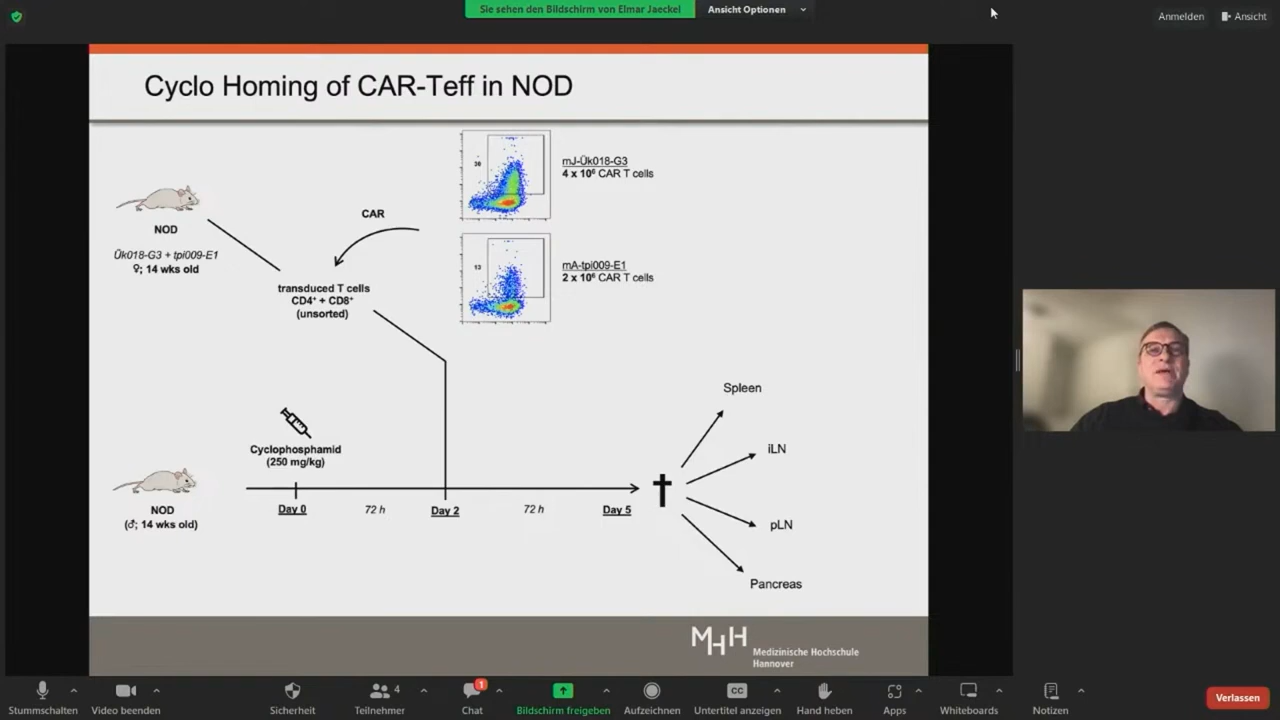 Sie sehen den Bildschirm von Elmar Jaeckel
Ansicht Optionen
Anmelden
Ansicht
Cyclo Homing of CAR-Teff in NOD
36
mJ-Ük018-G3
4 x 10⁶ CAR T cells
NOD
Ük018-G3 + tpi009-E1
♀; 14 wks old
CAR
13
mA-tpi009-E1
2 x 10⁶ CAR T cells
transduced T cells
CD4⁺ + CD8⁺
(unsorted)
Cyclophosphamid
(250 mg/kg)
NOD
(♂; 14 wks old)
Day 0
72 h
Day 2
72 h
Day 5
Spleen
iLN
pLN
Pancreas
MHH
Medizinische Hochschule
Hannover
Stummschalten
Video beenden
Sicherheit
4
Teilnehmer
1
Chat
Bildschirm freigeben
Aufzeichnen
CC
Untertitel anzeigen
Hand heben
Apps
Whiteboards
Notizen
Verlassen